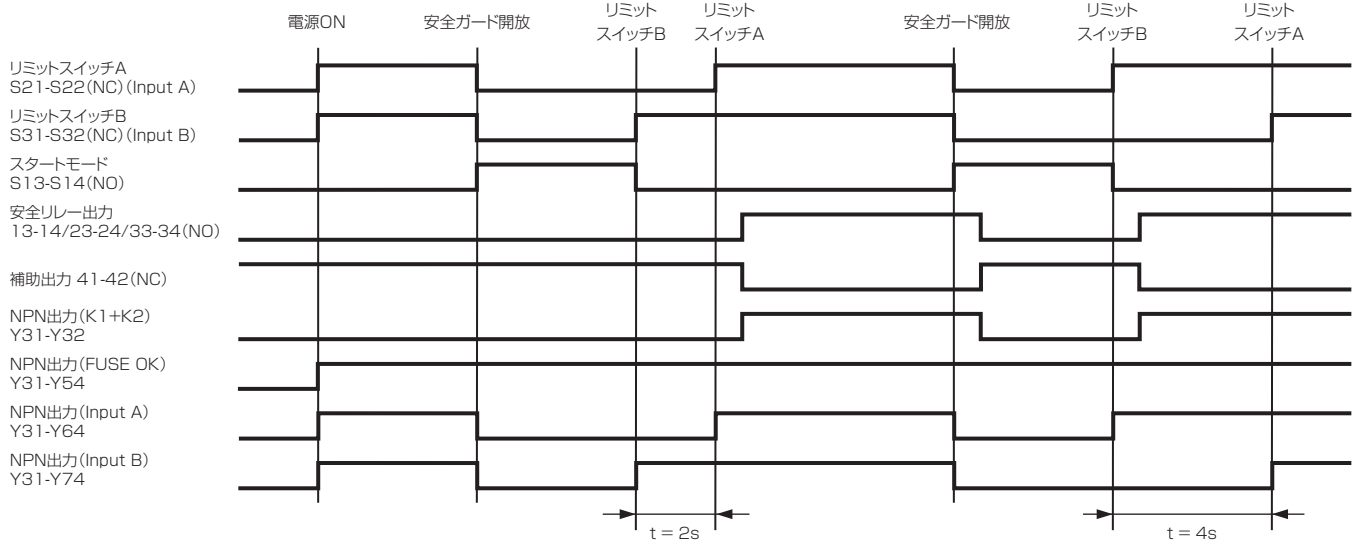 電源ON
安全ガード開放
リミット
スイッチB
リミット
スイッチA
安全ガード開放
リミット
スイッチB
リミット
スイッチA
リミットスイッチA
S21-S22(NC)(Input A)
リミットスイッチB
S31-S32(NC)(Input B)
スタートモード
S13-S14(NO)
安全リレー出力
13-14/23-24/33-34(NO)
補助出力 41-42(NC)
NPN出力(K1+K2)
Y31-Y32
NPN出力(FUSE OK)
Y31-Y54
NPN出力(Input A)
Y31-Y64
NPN出力(Input B)
Y31-Y74
t = 2s
t = 4s